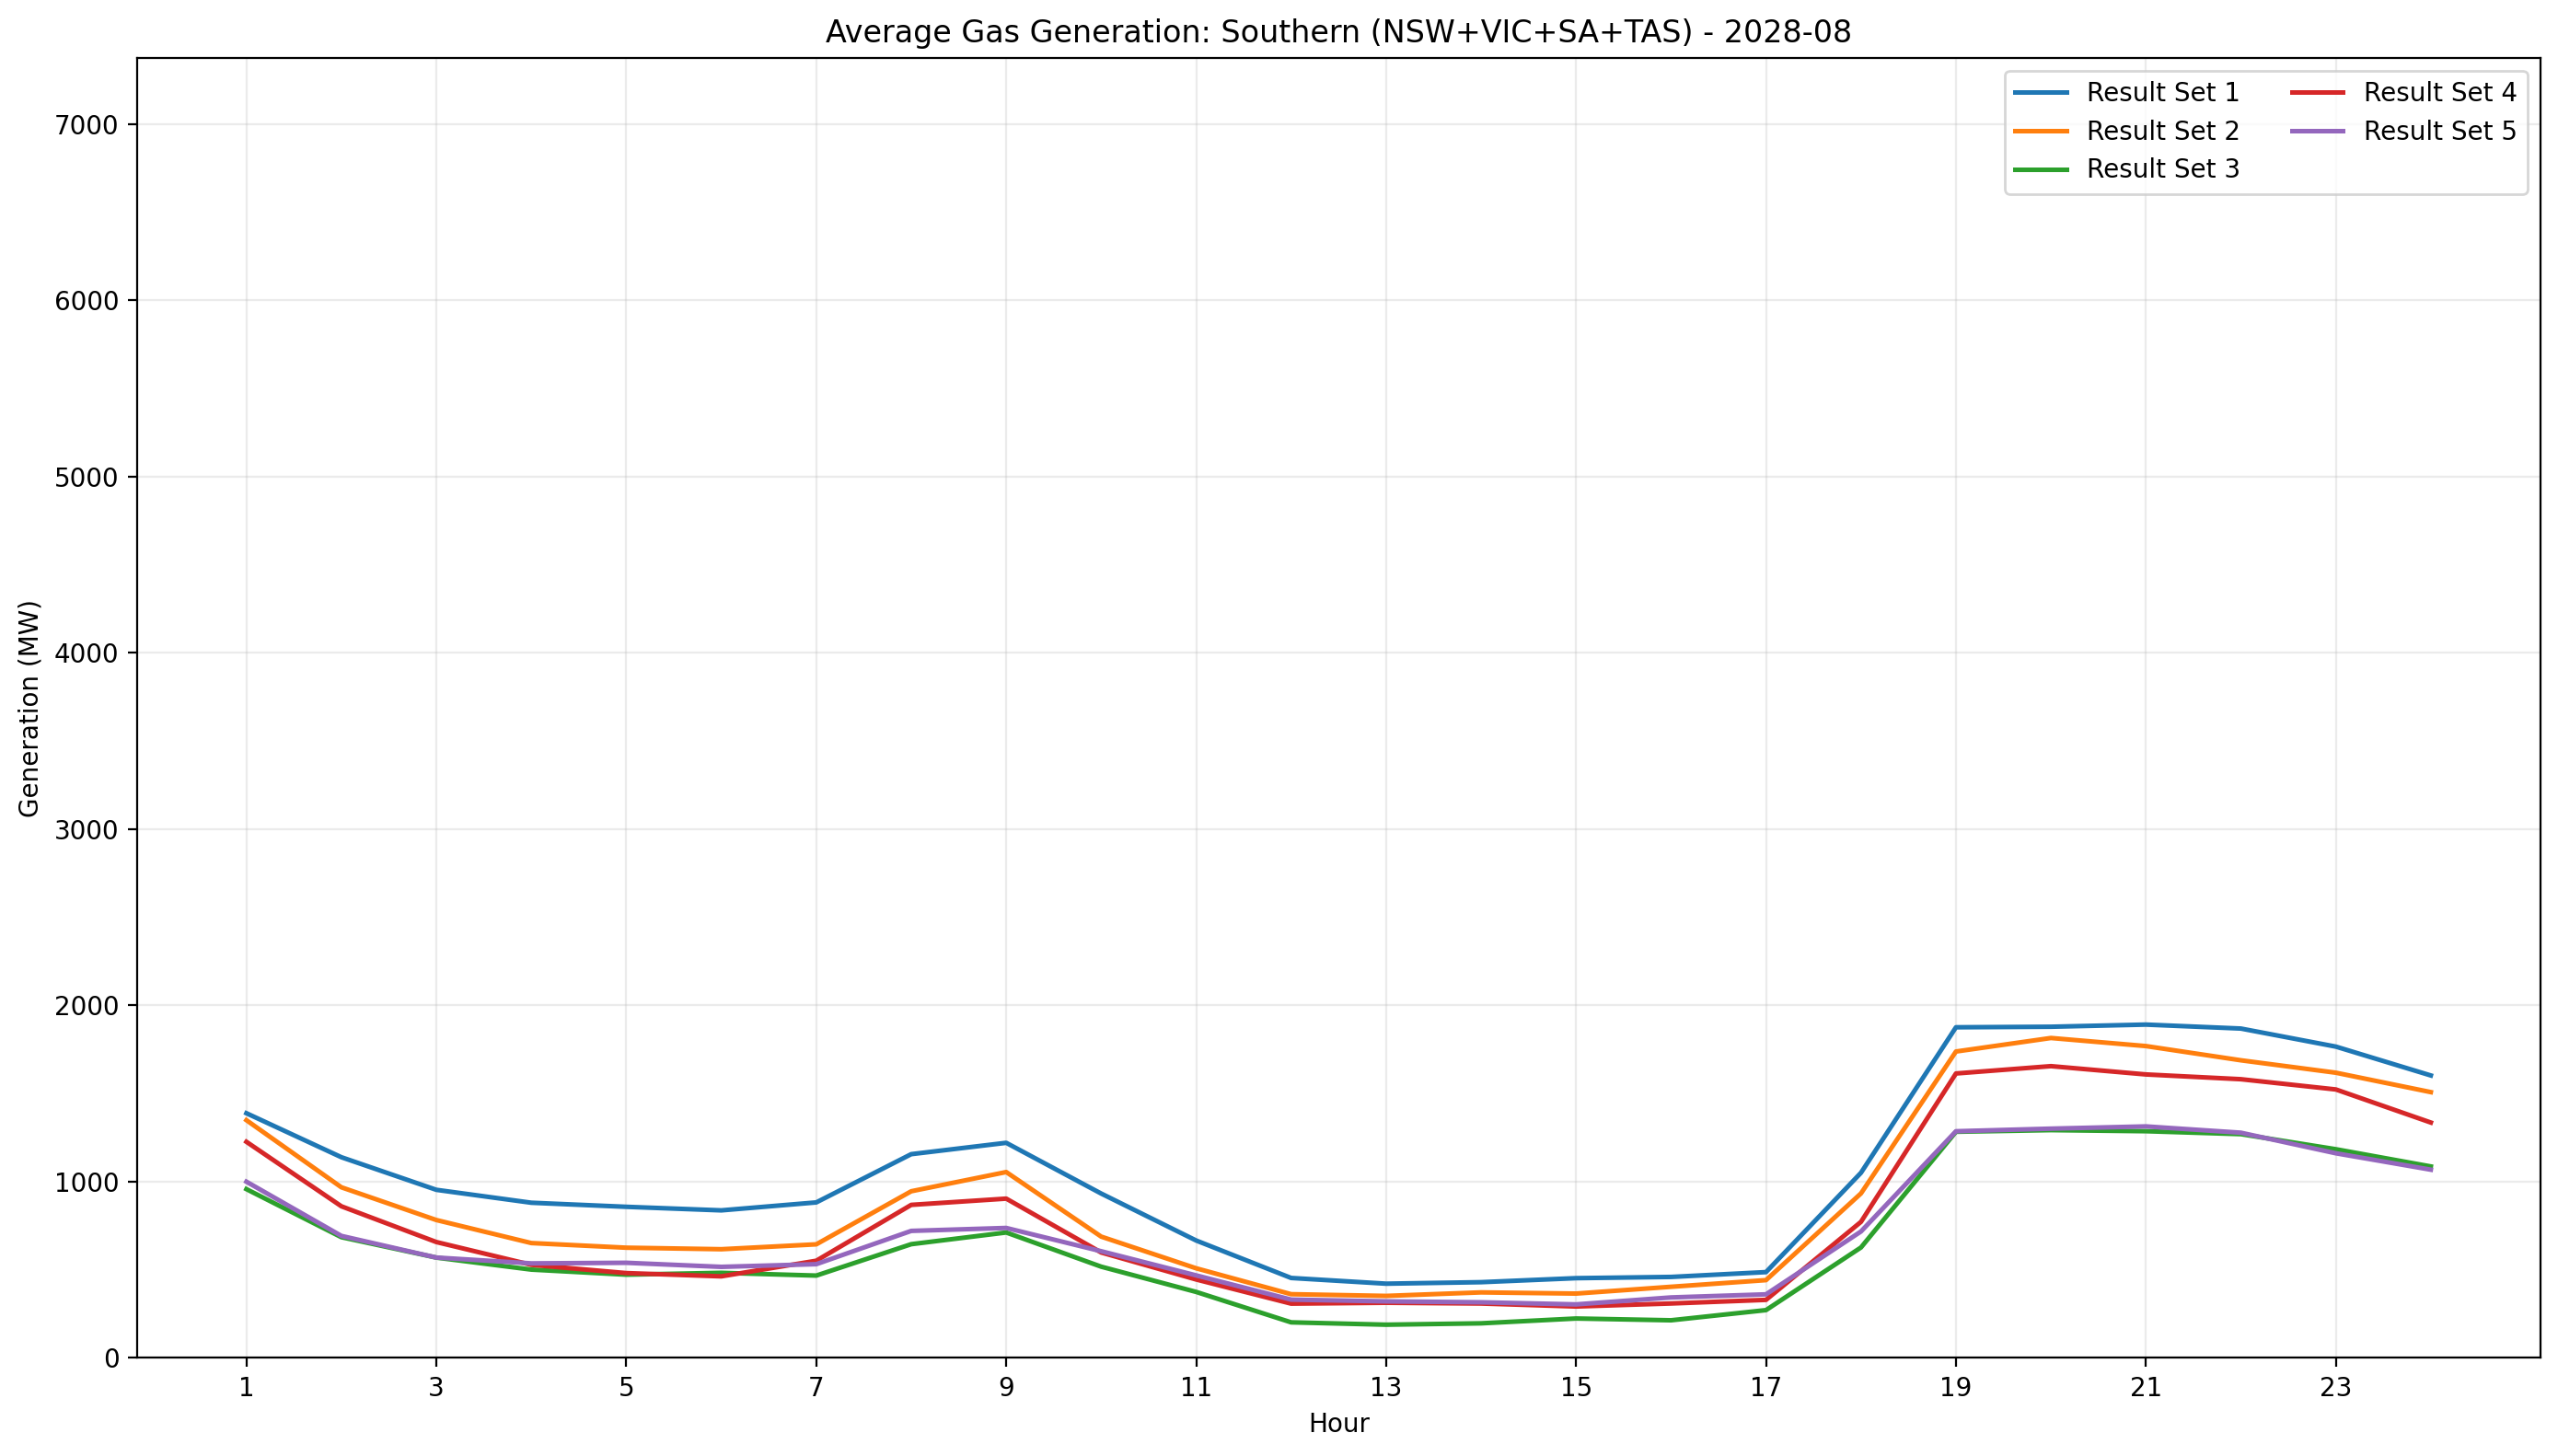 Average Gas Generation: Southern (NSW+VIC+SA+TAS) - 2028-08
Result Set 1
Result Set 2
Result Set 3
Result Set 4
Result Set 5
Generation (MW)
7000
6000
5000
4000
3000
2000
1000
0
1 3 5 7 9 11 13 15 17 19 21 23
Hour